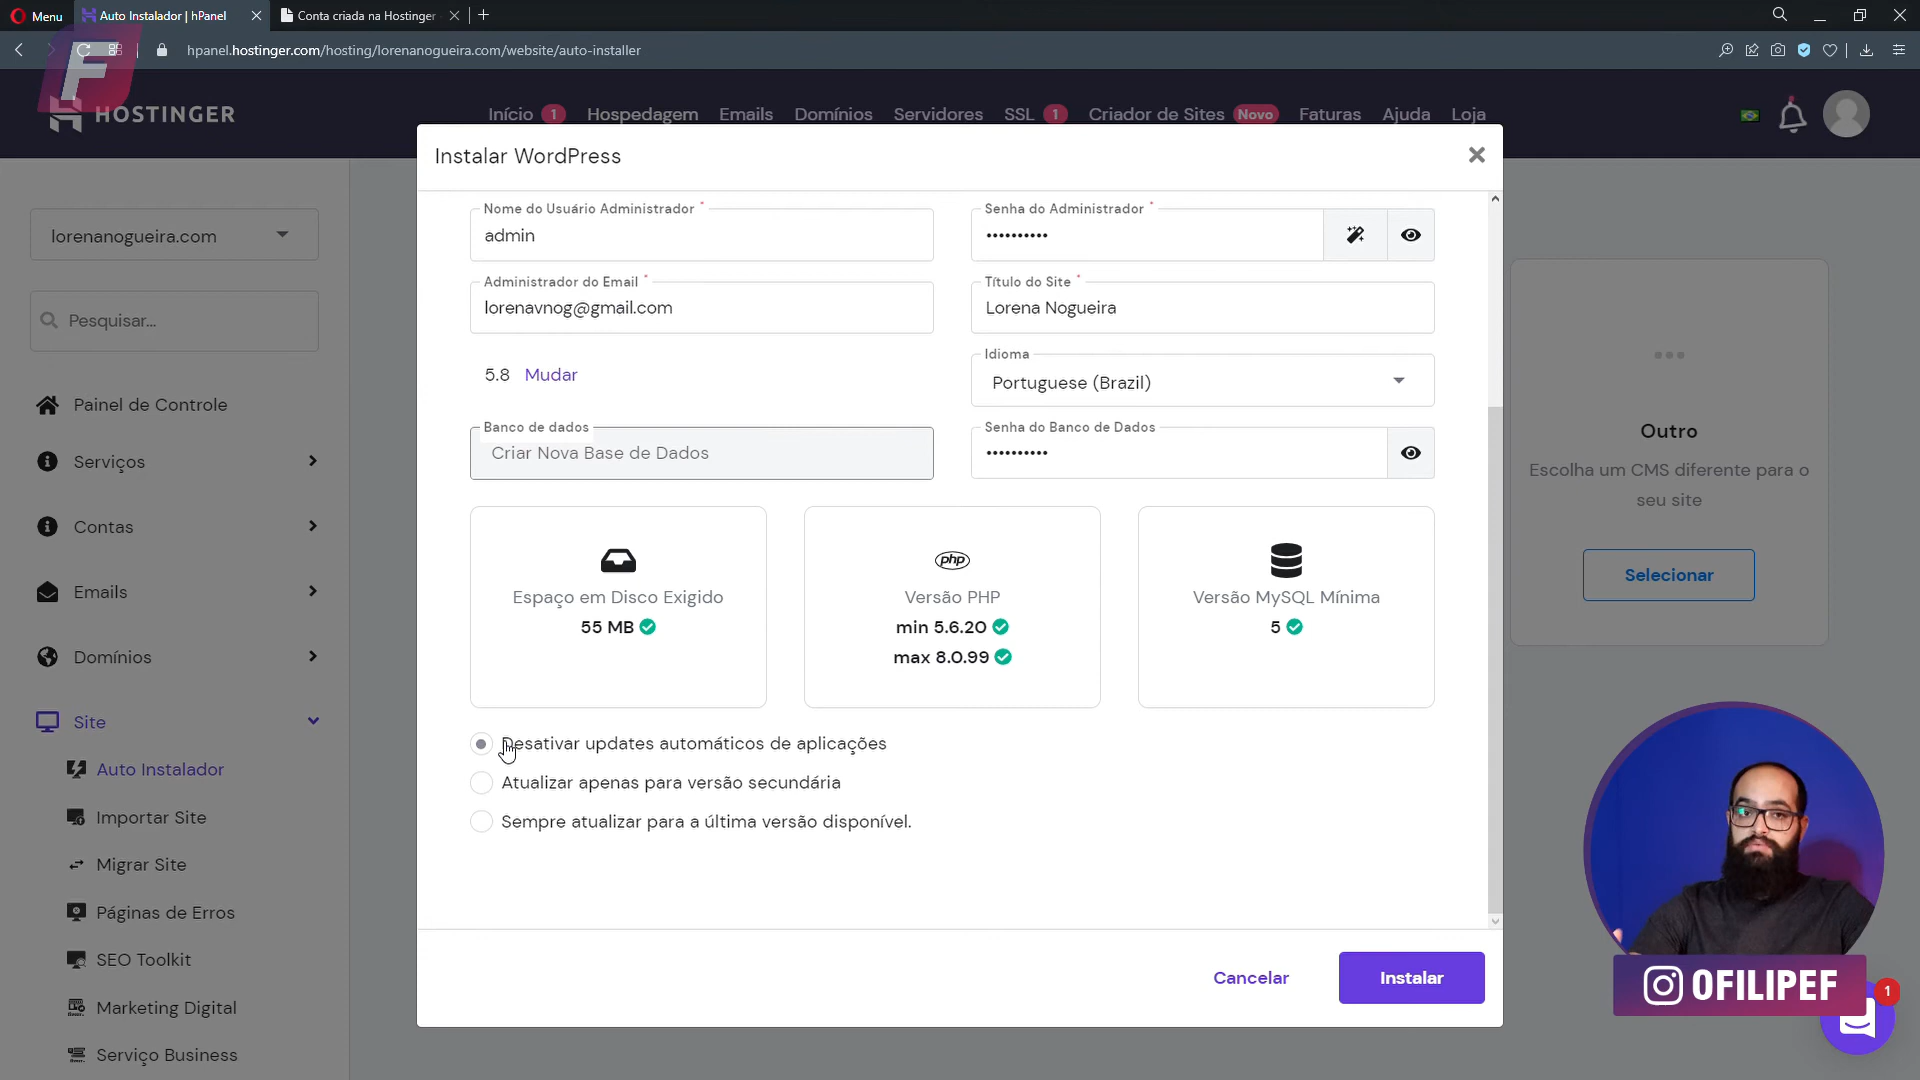 Menu
Auto Instalador | hPanel
Conta criada na Hostinger
hpanel.hostinger.com/hosting/lorenanogueira.com/website/auto-installer
F
HOSTINGER
Início 1 Hospedagem Emails Domínios Servidores SSL 1 Criador de Sites Novo Faturas Ajuda Loja
lorenanogueira.com
Pesquisar...
Painel de Controle
Serviços
Contas
Emails
Domínios
Site
Auto Instalador
Importar Site
Migrar Site
Páginas de Erros
SEO Toolkit
Marketing Digital
Serviço Business
Instalar WordPress
Nome do Usuário Administrador *
admin
Senha do Administrador *
••••••••••
Administrador do Email *
lorenavnog@gmail.com
Título do Site *
Lorena Nogueira
5.8 Mudar
Idioma
Portuguese (Brazil)
Banco de dados
Criar Nova Base de Dados
Senha do Banco de Dados
••••••••••
Espaço em Disco Exigido
55 MB
php
Versão PHP
min 5.6.20
max 8.0.99
Versão MySQL Mínima
5
Desativar updates automáticos de aplicações
Atualizar apenas para versão secundária
Sempre atualizar para a última versão disponível.
Cancelar
Instalar
Outro
Escolha um CMS diferente para o
seu site
Selecionar
OFILIPEF
1